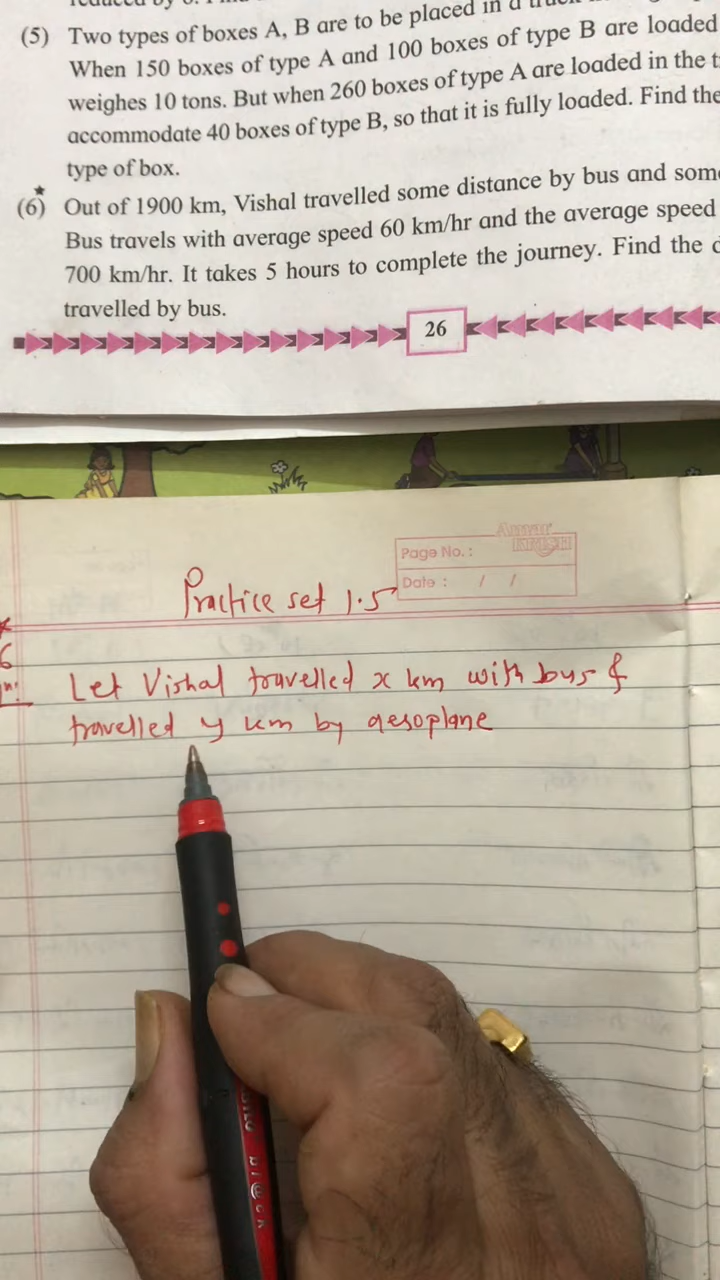 (5) Two types of boxes A, B are to be placed in a
When 150 boxes of type A and 100 boxes of type B are loaded
weighes 10 tons. But when 260 boxes of type A are loaded in the
accommodate 40 boxes of type B, so that it is fully loaded. Find the
type of box.
(6)★ Out of 1900 km, Vishal travelled some distance by bus and som
Bus travels with average speed 60 km/hr and the average speed
700 km/hr. It takes 5 hours to complete the journey. Find the
travelled by bus.
26
Page No. :
Date : / /
Practice set 1.5
6
Let Vishal travelled x km with bus &
travelled y km by aesoplane